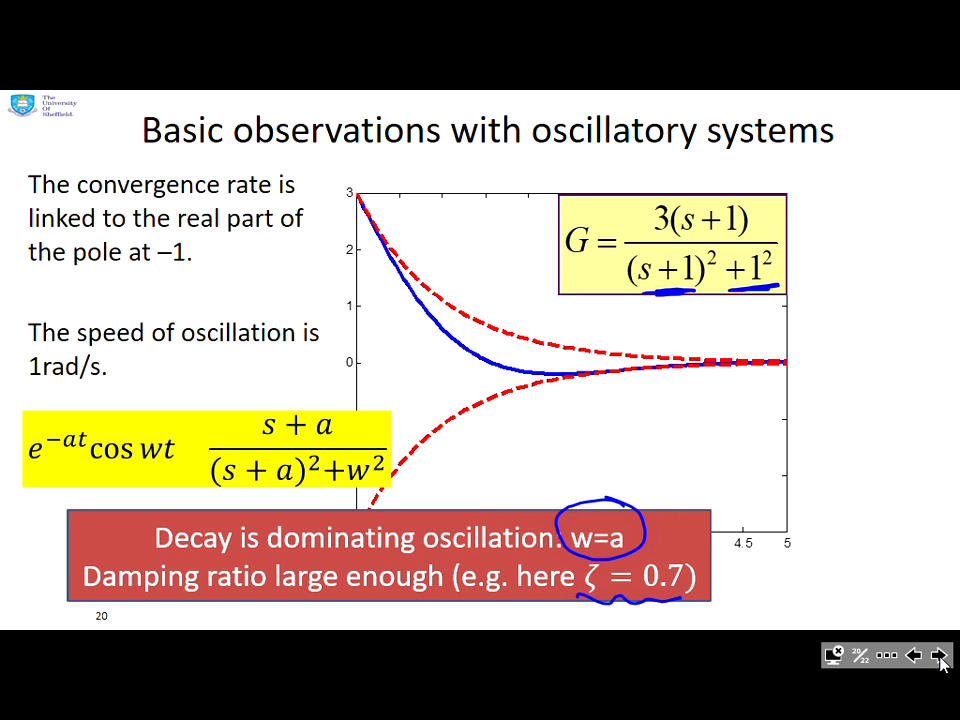 The
University
Of
Sheffield.
Basic observations with oscillatory systems
The convergence rate is
linked to the real part of
the pole at –1.
The speed of oscillation is
1rad/s.
3
2
1
0
4.5
5
G = 3(s+1) / ((s+1)² + 1²)
e^{−at} cos wt    (s + a) / ((s + a)²+w²)
Decay is dominating oscillation. w=a
Damping ratio large enough (e.g. here ζ = 0.7)
20
20/22